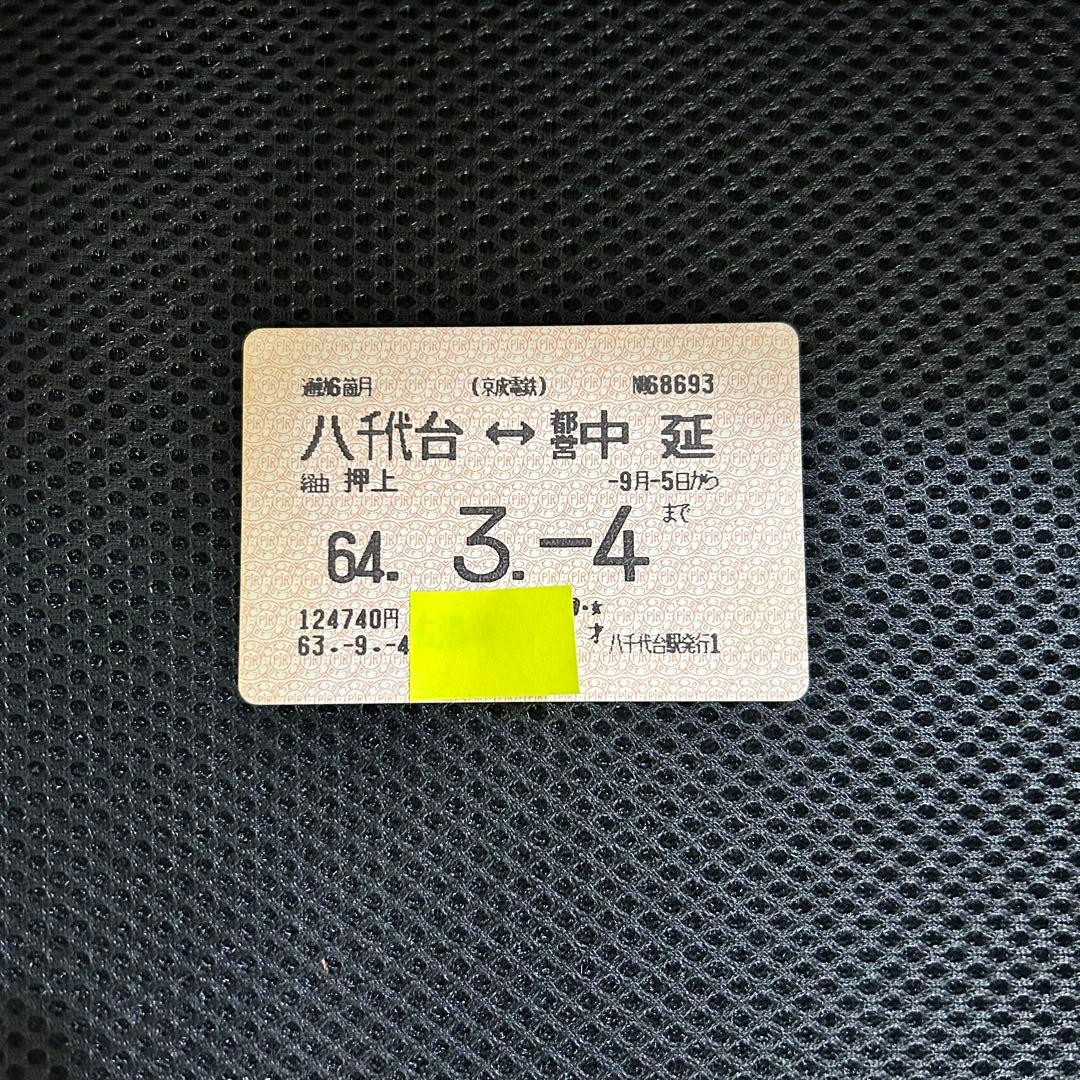 通勤6箇月 (京成電鉄) №68693
八千代台 ↔ 都営中 延
経由 押上 -9月-5日から
64. 3.-4 まで
124740円 ・女
63.-9.-4 才 八千代台駅発行1